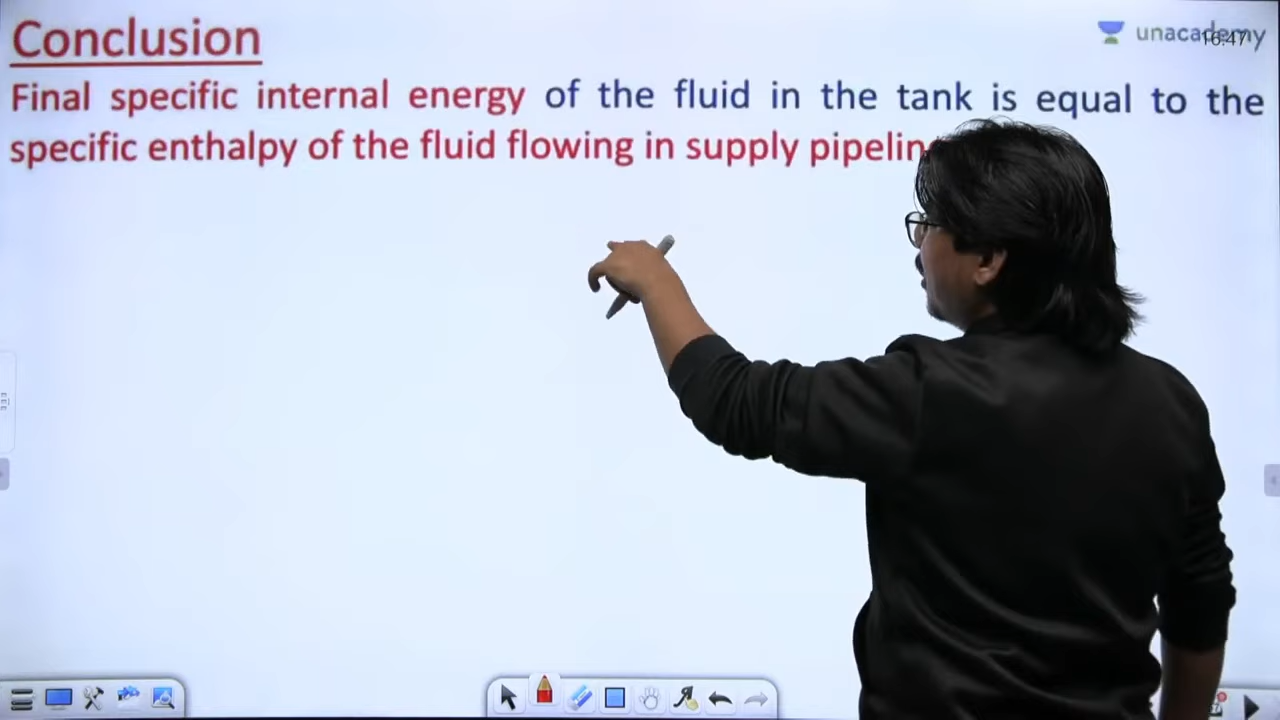 Conclusion
unacademy
16:47
Final specific internal energy of the fluid in the tank is equal to the
specific enthalpy of the fluid flowing in supply